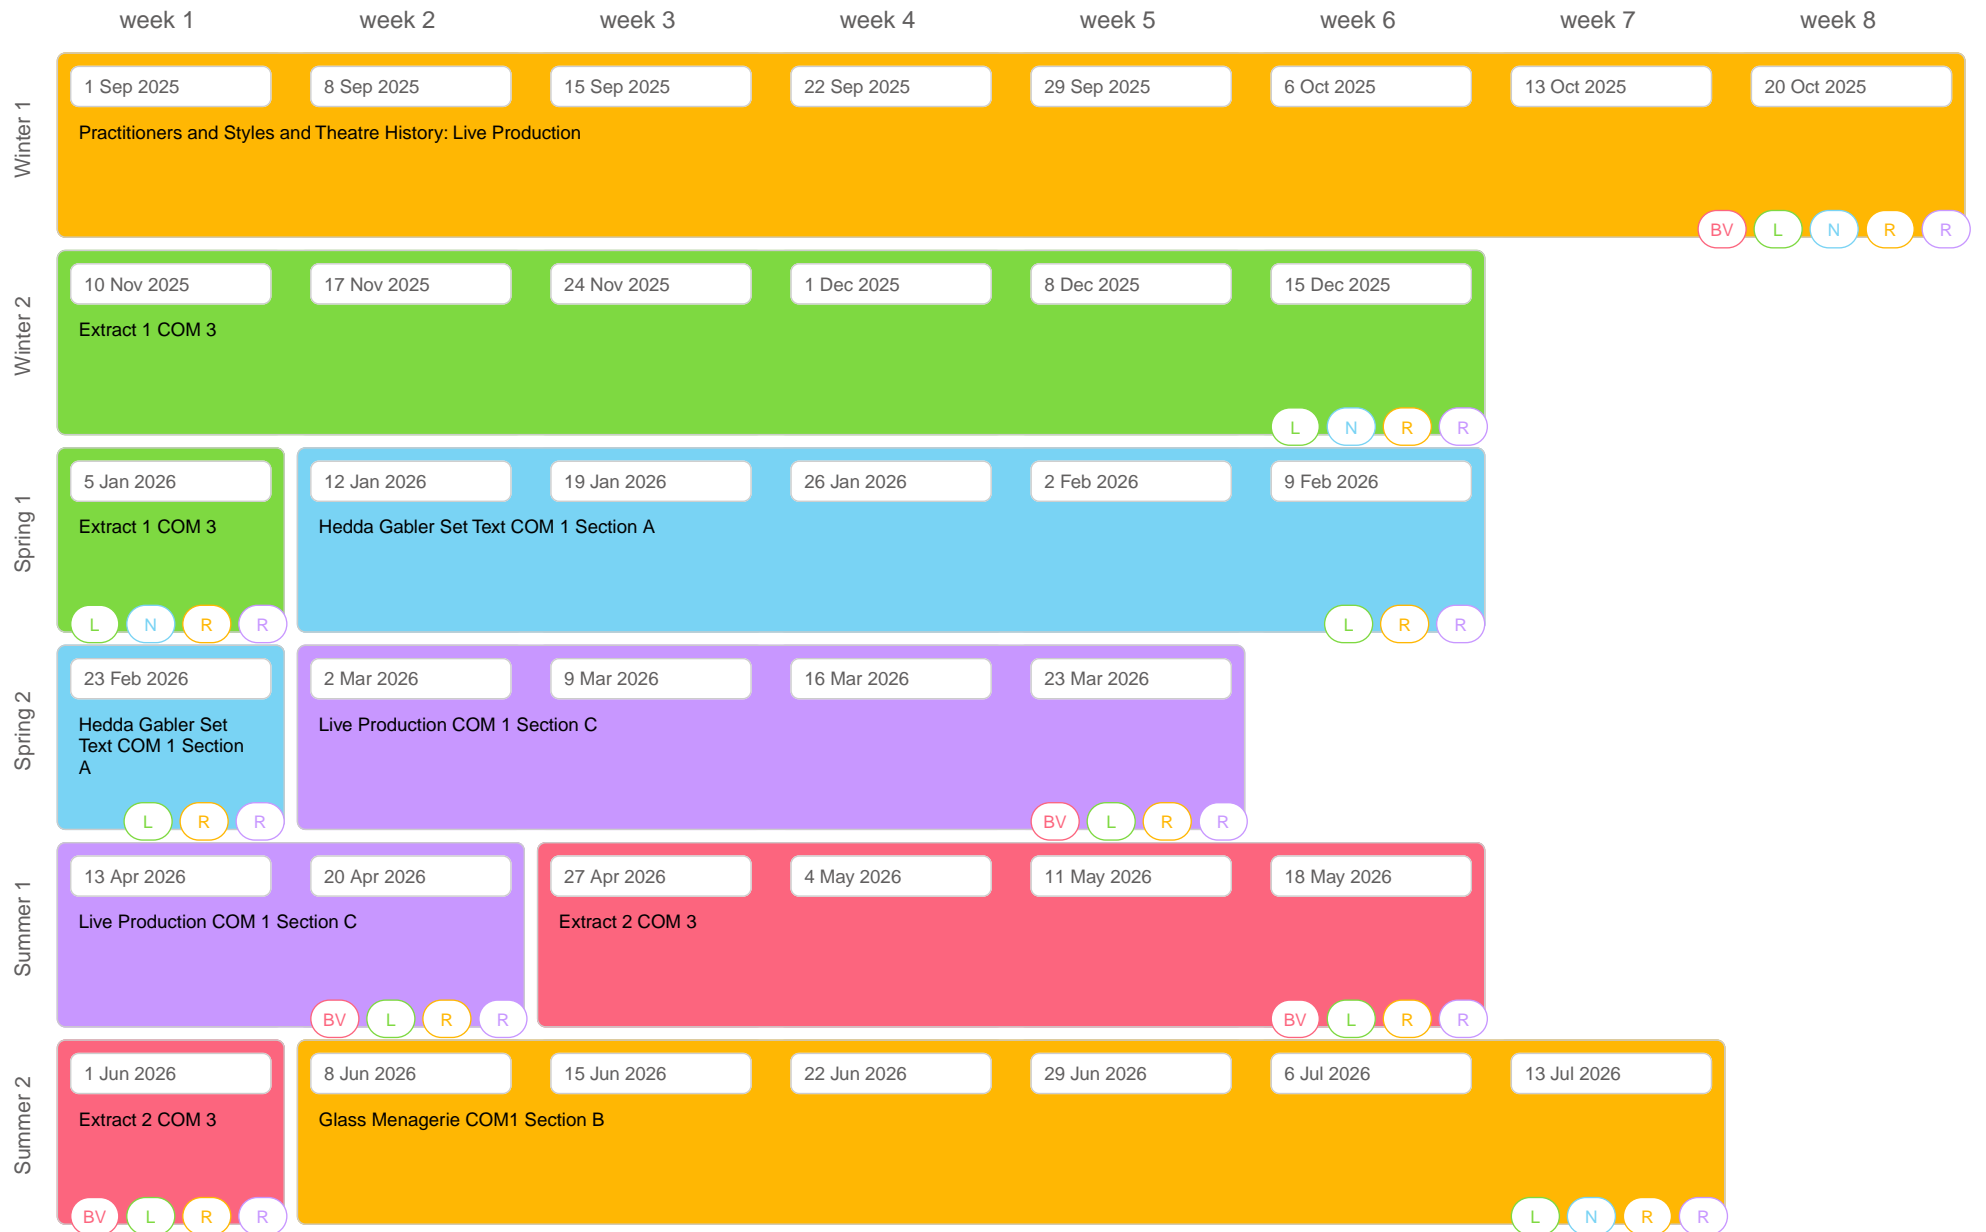 week 1 week 2 week 3 week 4 week 5 week 6 week 7 week 8
Winter 1
1 Sep 2025 8 Sep 2025 15 Sep 2025 22 Sep 2025 29 Sep 2025 6 Oct 2025 13 Oct 2025 20 Oct 2025
Practitioners and Styles and Theatre History: Live Production
BV L N R R
Winter 2
10 Nov 2025 17 Nov 2025 24 Nov 2025 1 Dec 2025 8 Dec 2025 15 Dec 2025
Extract 1 COM 3
L N R R
Spring 1
5 Jan 2026 12 Jan 2026 19 Jan 2026 26 Jan 2026 2 Feb 2026 9 Feb 2026
Extract 1 COM 3 Hedda Gabler Set Text COM 1 Section A
L N R R L R R
Spring 2
23 Feb 2026 2 Mar 2026 9 Mar 2026 16 Mar 2026 23 Mar 2026
Hedda Gabler Set
Text COM 1 Section
A
Live Production COM 1 Section C
L R R BV L R R
Summer 1
13 Apr 2026 20 Apr 2026 27 Apr 2026 4 May 2026 11 May 2026 18 May 2026
Live Production COM 1 Section C Extract 2 COM 3
BV L R R BV L R R
Summer 2
1 Jun 2026 8 Jun 2026 15 Jun 2026 22 Jun 2026 29 Jun 2026 6 Jul 2026 13 Jul 2026
Extract 2 COM 3 Glass Menagerie COM1 Section B
BV L R R L N R R